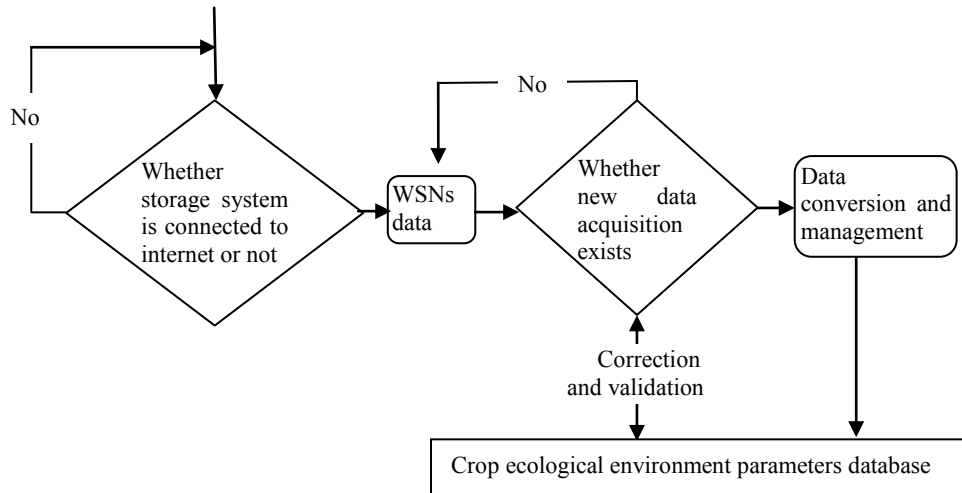 No
No
Whether
storage system
is connected to
internet or not
WSNs
data
Whether
new data
acquisition
exists
Data
conversion and
management
Correction
and validation
Crop ecological environment parameters database